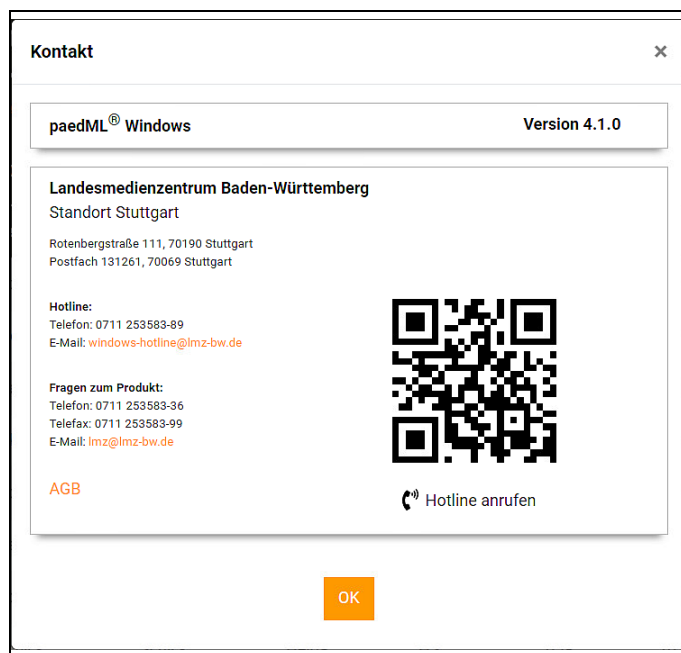 Kontakt ×
paedML® Windows Version 4.1.0
Landesmedienzentrum Baden-Württemberg
Standort Stuttgart
Rotenbergstraße 111, 70190 Stuttgart
Postfach 131261, 70069 Stuttgart
Hotline:
Telefon: 0711 253583-89
E-Mail: windows-hotline@lmz-bw.de
Fragen zum Produkt:
Telefon: 0711 253583-36
Telefax: 0711 253583-99
E-Mail: lmz@lmz-bw.de
AGB
Hotline anrufen
OK